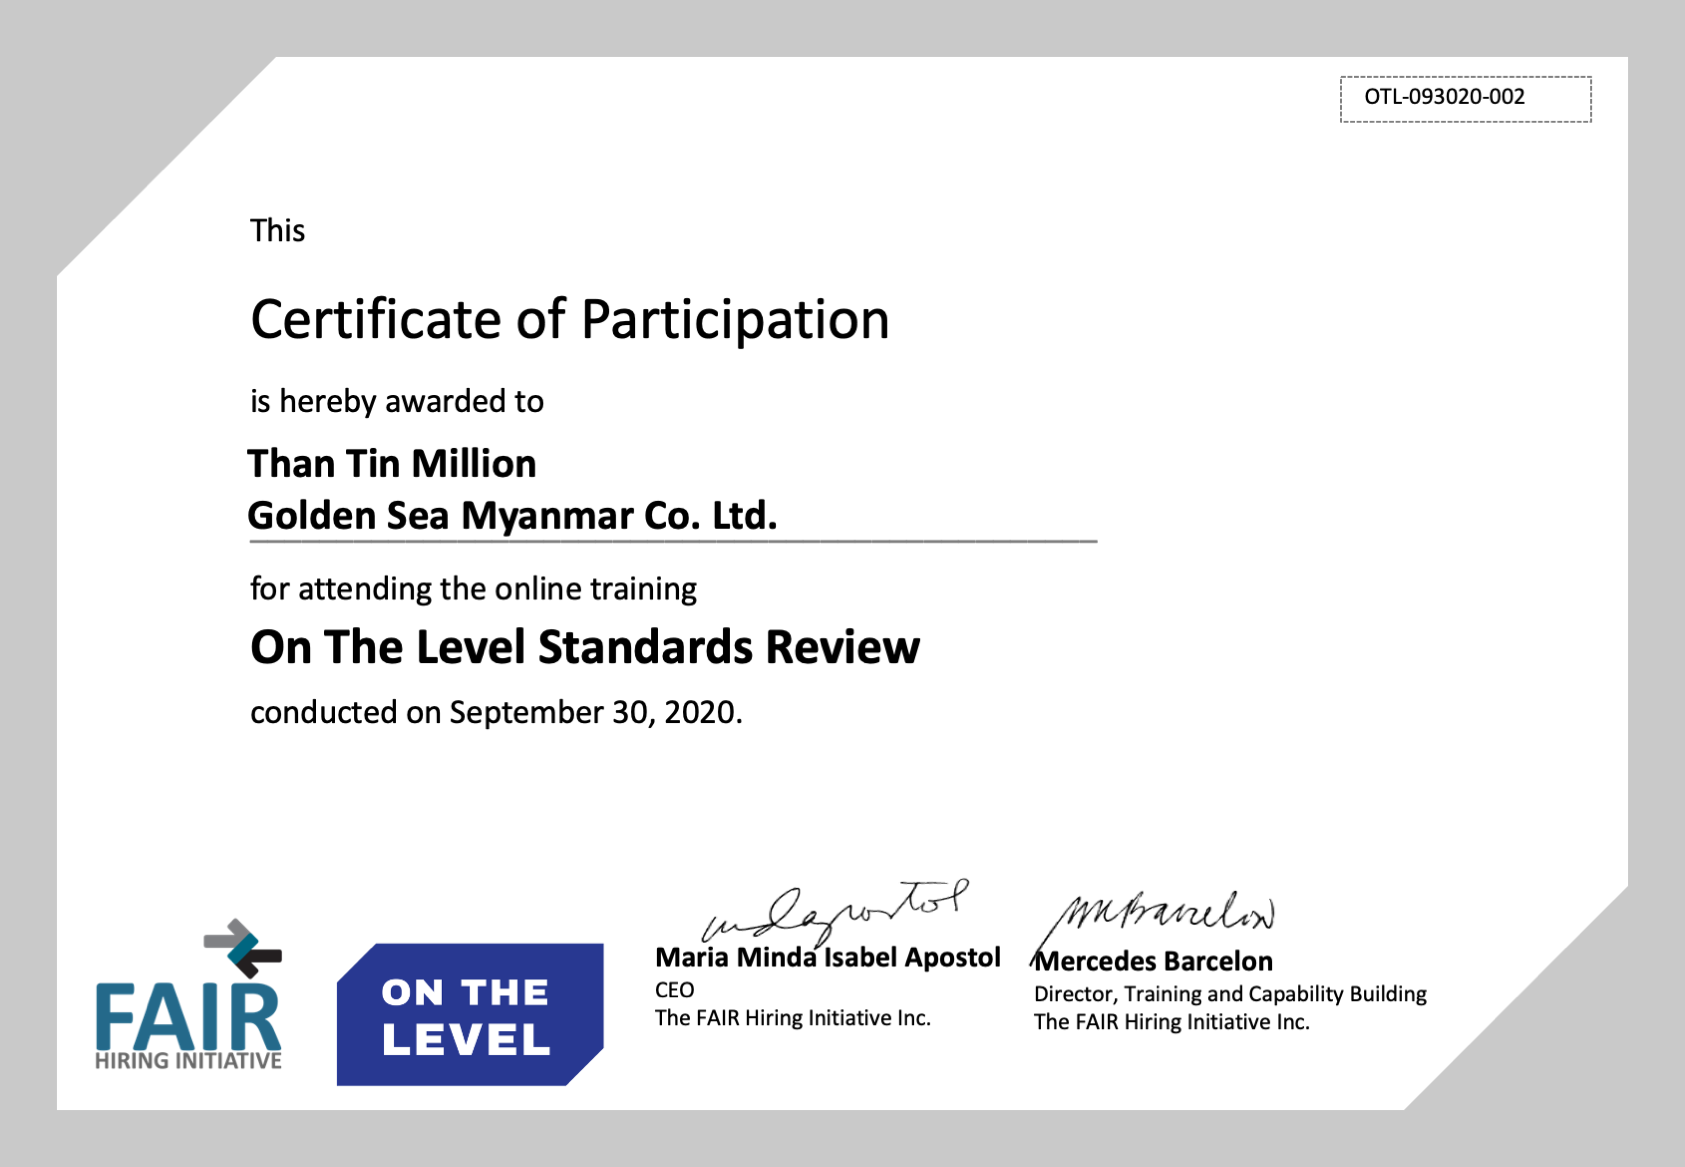 OTL-093020-002
This
Certificate of Participation
is hereby awarded to
Than Tin Million
Golden Sea Myanmar Co. Ltd.
for attending the online training
On The Level Standards Review
conducted on September 30, 2020.
FAIR
HIRING INITIATIVE
ON THE
LEVEL
Maria Minda Isabel Apostol
CEO
The FAIR Hiring Initiative Inc.
Mercedes Barcelon
Director, Training and Capability Building
The FAIR Hiring Initiative Inc.